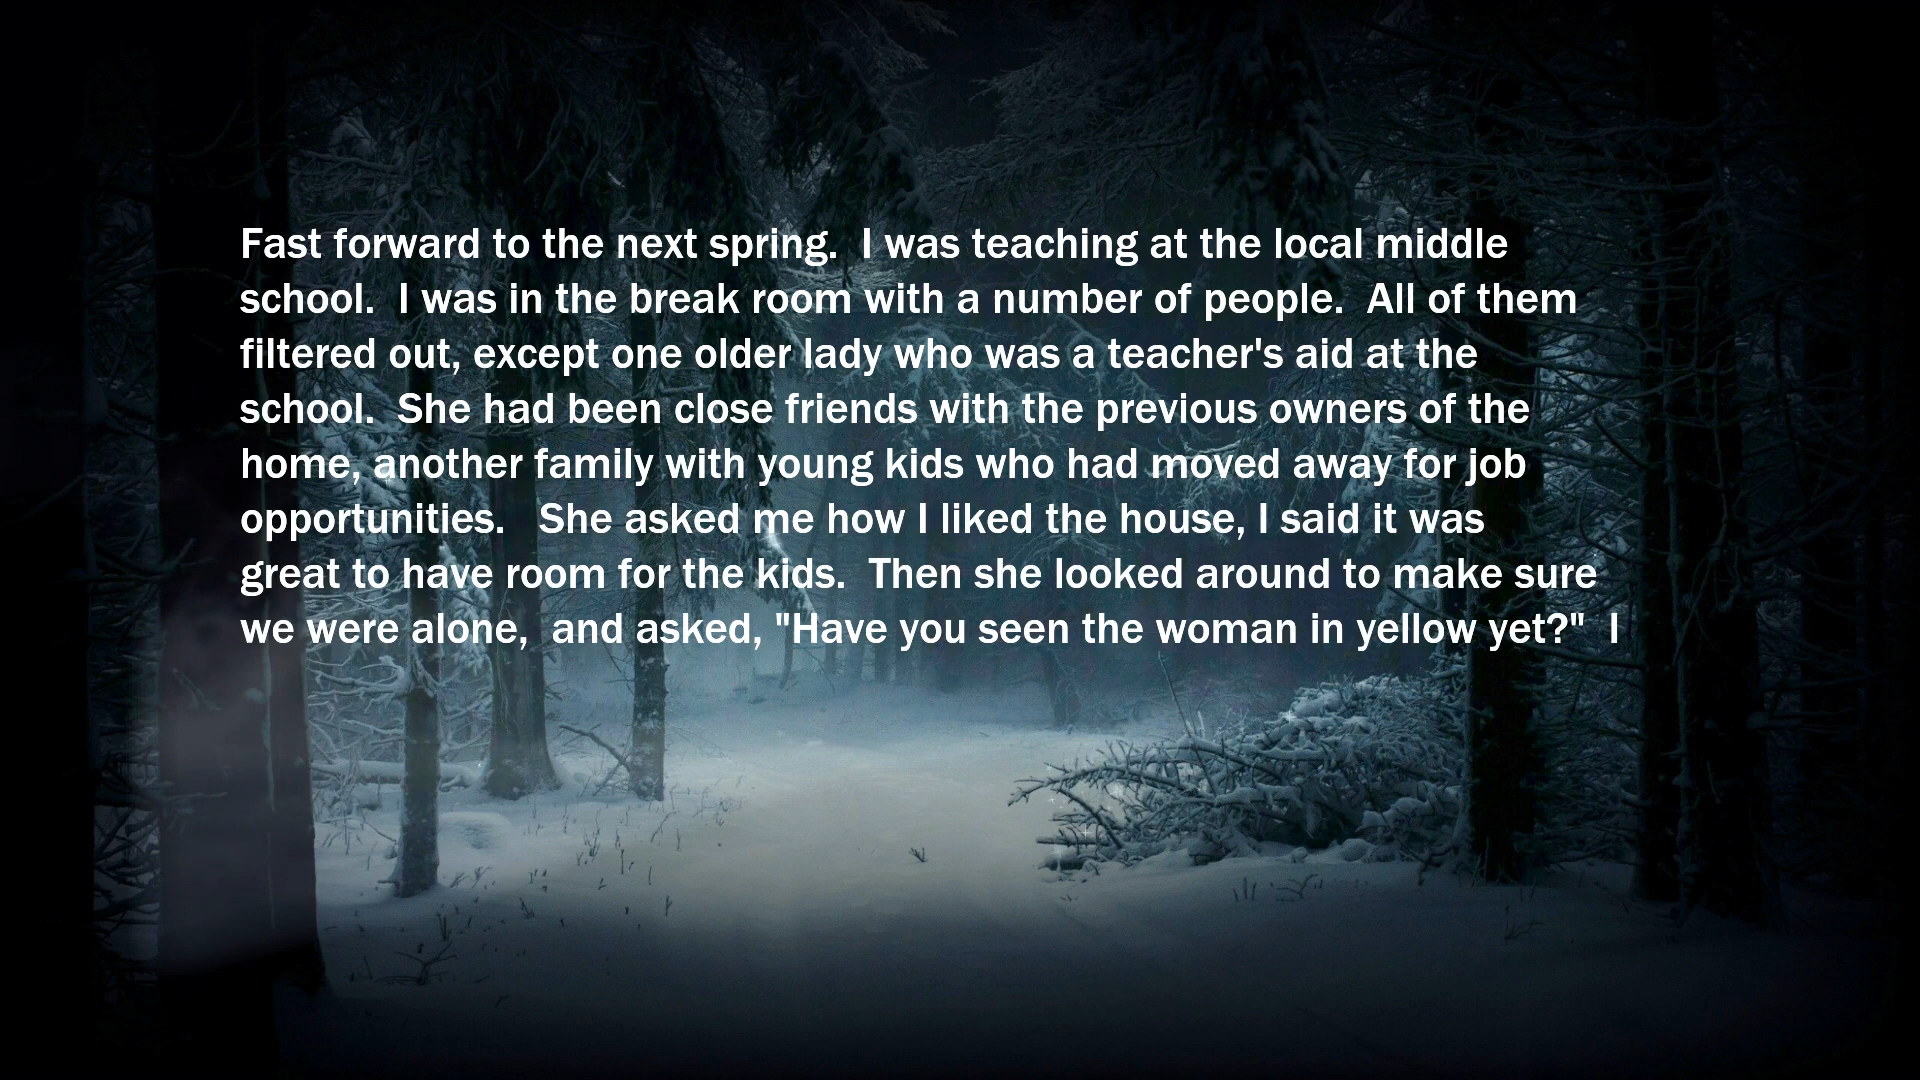 Fast forward to the next spring.  I was teaching at the local middle
school.  I was in the break room with a number of people.  All of them
filtered out, except one older lady who was a teacher's aid at the
school.  She had been close friends with the previous owners of the
home, another family with young kids who had moved away for job
opportunities.   She asked me how I liked the house, I said it was
great to have room for the kids.  Then she looked around to make sure
we were alone,  and asked, "Have you seen the woman in yellow yet?"  I